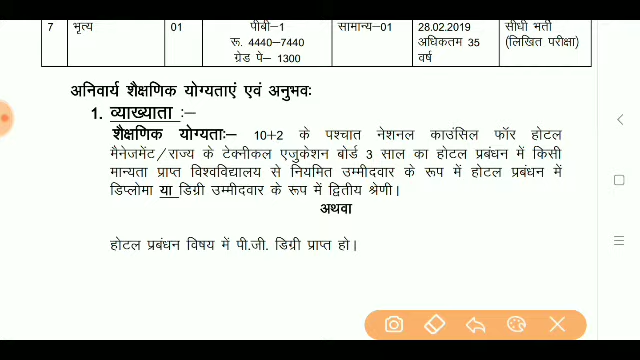 7 भृत्य 01 पीबी–1 सामान्य–01 28.02.2019 सीधी भर्ती
रू. 4440–7440 अधिकतम 35 (लिखित परीक्षा)
ग्रेड पे– 1300 वर्ष
अनिवार्य शैक्षणिक योग्यताएं एवं अनुभवः
1. व्याख्याता :–
शैक्षणिक योग्यताः– 10+2 के पश्चात नेशनल काउंसिल फॉर होटल
मैनेजमेंट/राज्य के टेक्नीकल एजुकेशन बोर्ड 3 साल का होटल प्रबंधन में किसी
मान्यता प्राप्त विश्वविद्यालय से नियमित उम्मीदवार के रूप में होटल प्रबंधन में
डिप्लोमा या डिग्री उम्मीदवार के रूप में द्वितीय श्रेणी।
अथवा
होटल प्रबंधन विषय में पी.जी. डिग्री प्राप्त हो।